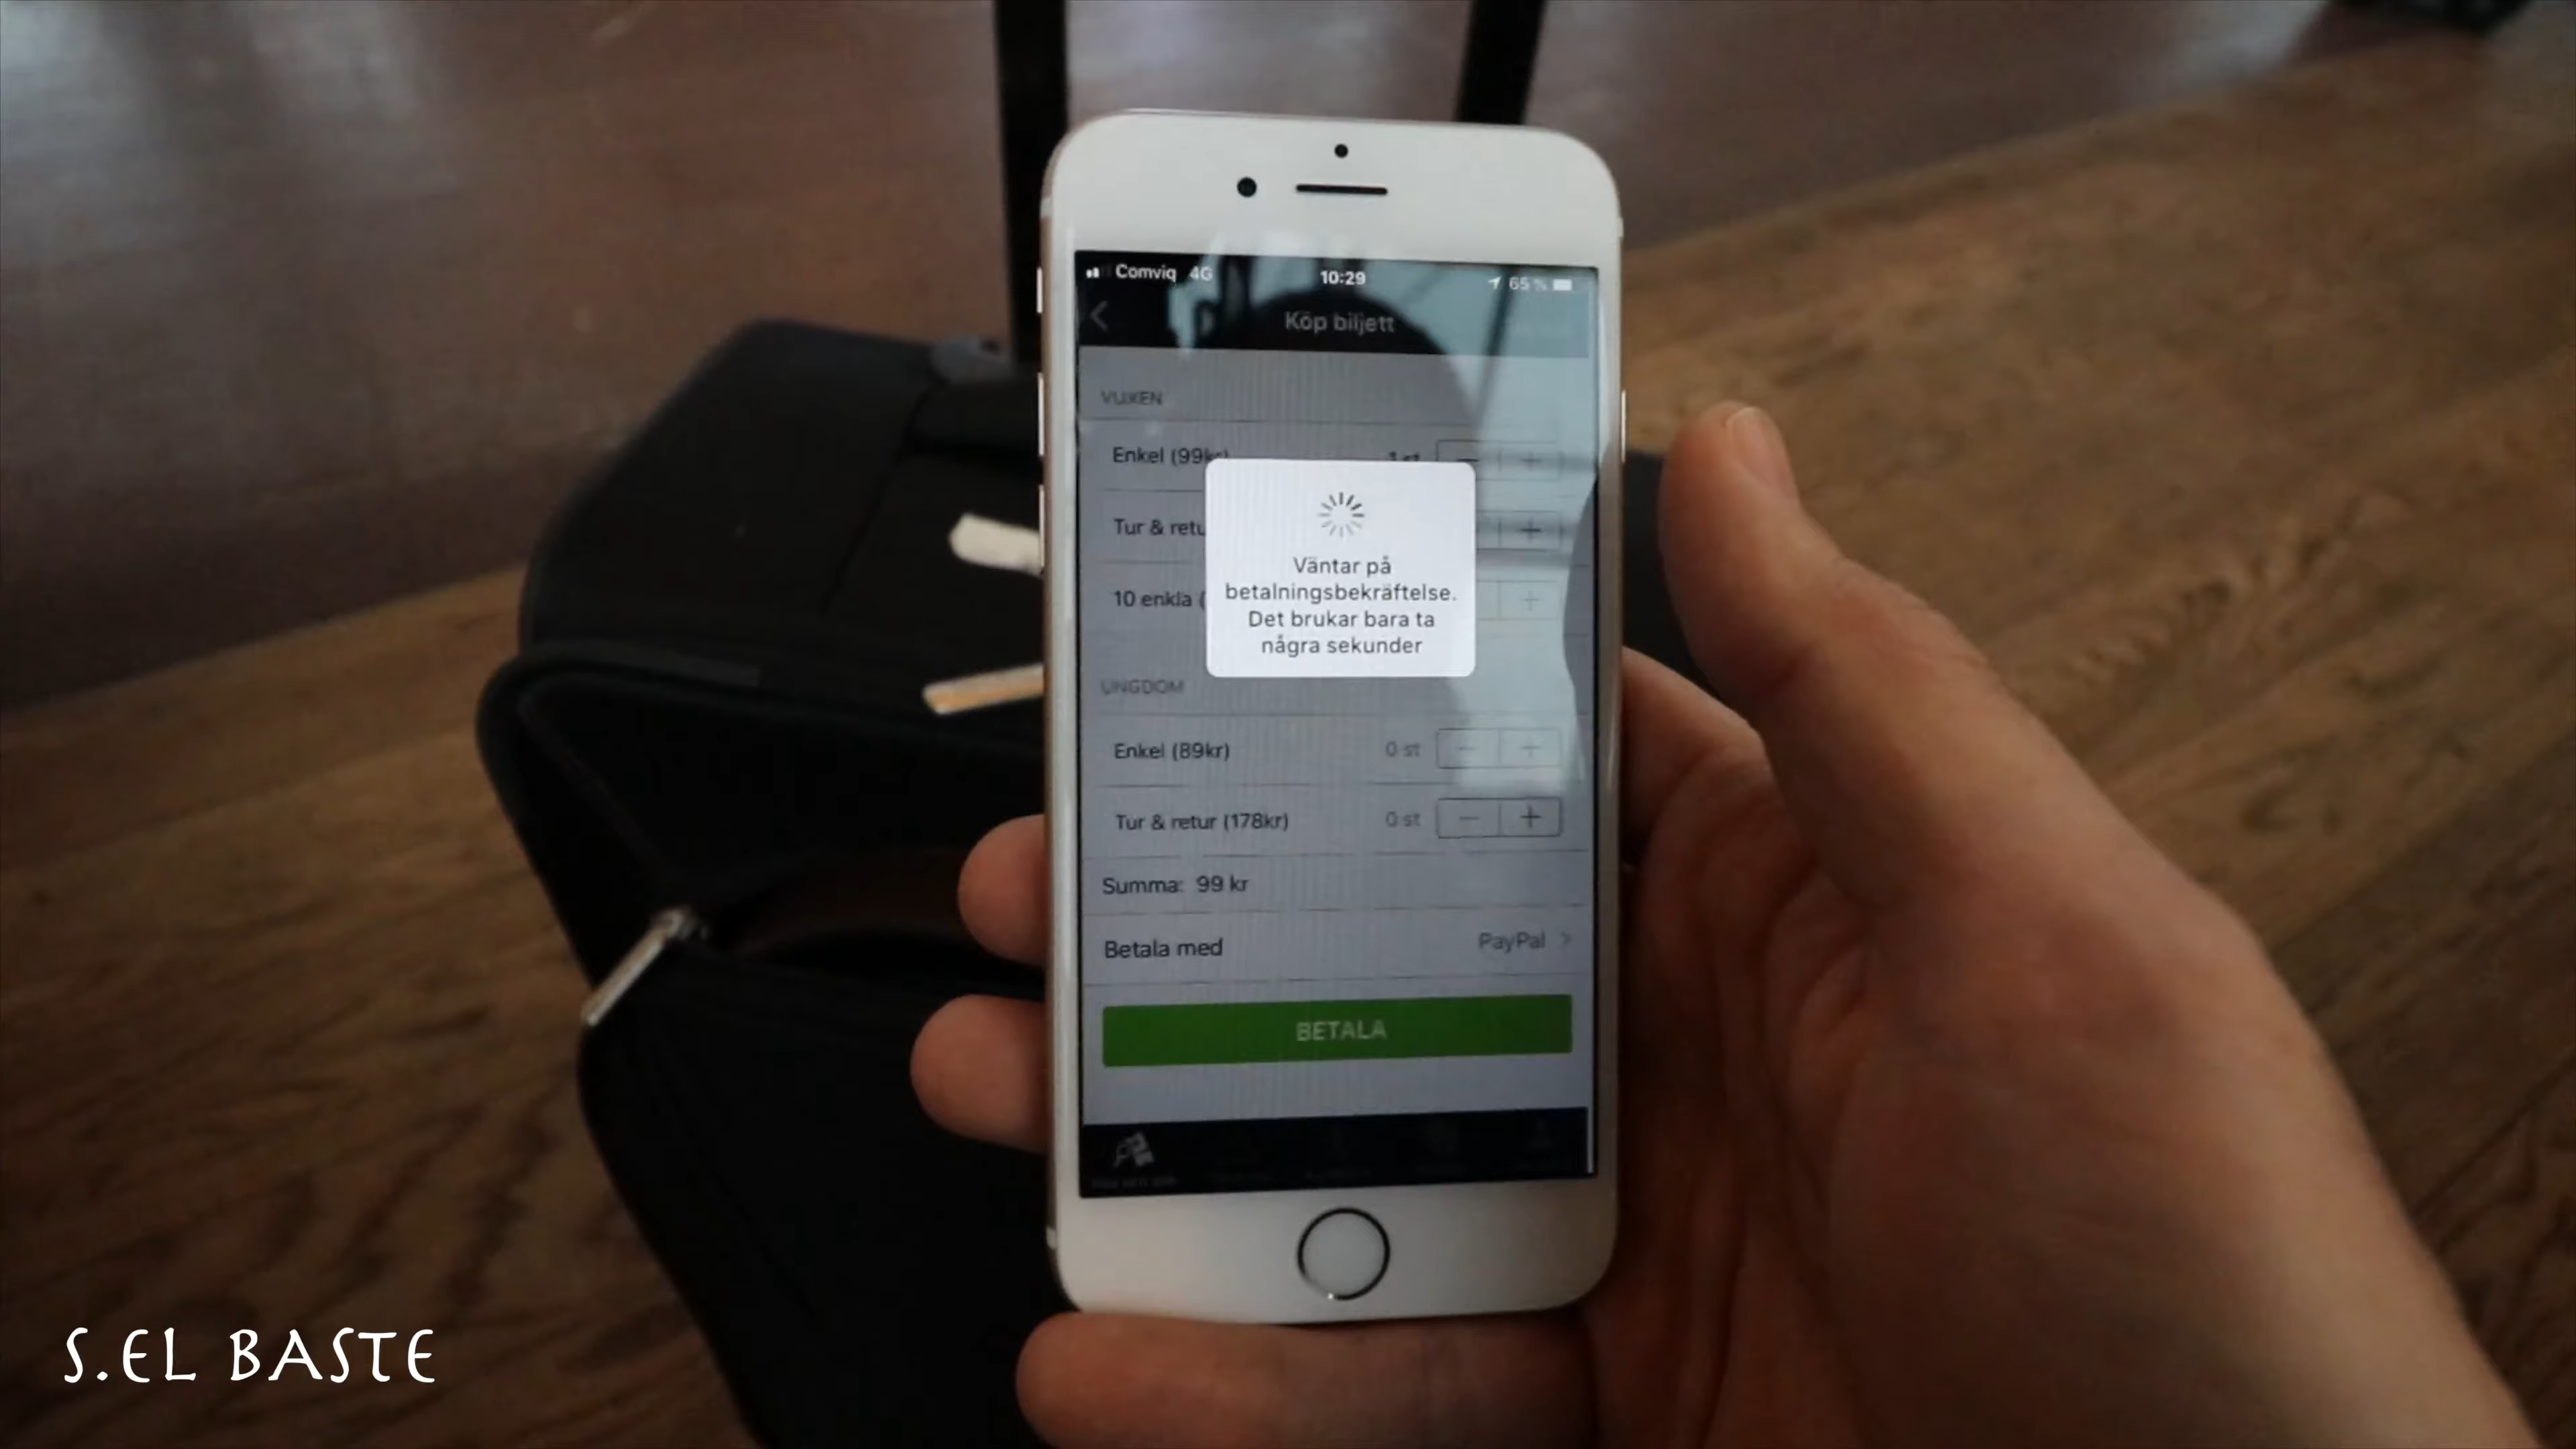 Comviq 4G 10:29 65 %
Köp biljett
VUXEN
Enkel (99kr) 1 st
Tur & retu
10 enkla (
Väntar på
betalningsbekräftelse.
Det brukar bara ta
några sekunder
UNGDOM
Enkel (89kr) 0 st
Tur & retur (178kr) 0 st
Summa: 99 kr
Betala med PayPal
BETALA
S.EL BASTE